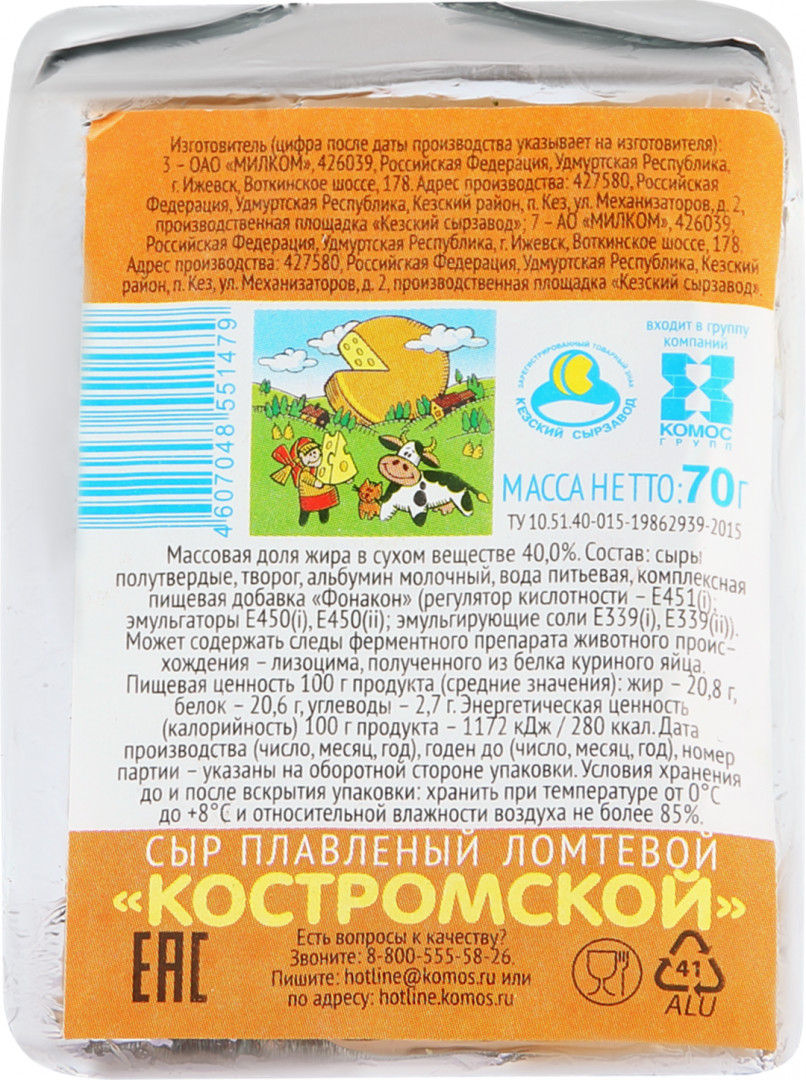 Изготовитель (цифра после даты производства указывает на изготовителя):
3 – ОАО «МИЛКОМ», 426039, Российская Федерация, Удмуртская Республика,
г. Ижевск, Воткинское шоссе, 178. Адрес производства: 427580, Российская
Федерация, Удмуртская Республика, Кезский район, п. Кез, ул. Механизаторов, д. 2,
производственная площадка «Кезский сырзавод»; 7 – АО «МИЛКОМ», 426039,
Российская Федерация, Удмуртская Республика, г. Ижевск, Воткинское шоссе, 178.
Адрес производства: 427580, Российская Федерация, Удмуртская Республика, Кезский
район, п. Кез, ул. Механизаторов, д. 2, производственная площадка «Кезский сырзавод».
4607048 551479
ЗАРЕГИСТРИРОВАННЫЙ ТОВАРНЫЙ ЗНАК
КЕЗСКИЙ СЫРЗАВОД
входит в группу
компаний
КОМОС
ГРУПП
МАССА НЕТТО: 70 г
ТУ 10.51.40-015-19862939-2015
Массовая доля жира в сухом веществе 40,0%. Состав: сыры
полутвердые, творог, альбумин молочный, вода питьевая, комплексная
пищевая добавка «Фонакон» (регулятор кислотности – Е451(i);
эмульгаторы Е450(i), Е450(ii); эмульгирующие соли Е339(i), Е339(ii)).
Может содержать следы ферментного препарата животного проис–
хождения – лизоцима, полученного из белка куриного яйца.
Пищевая ценность 100 г продукта (средние значения): жир – 20,8 г,
белок – 20,6 г, углеводы – 2,7 г. Энергетическая ценность
(калорийность) 100 г продукта – 1172 кДж / 280 ккал. Дата
производства (число, месяц, год), годен до (число, месяц, год), номер
партии – указаны на оборотной стороне упаковки. Условия хранения
до и после вскрытия упаковки: хранить при температуре от 0°С
до +8°С и относительной влажности воздуха не более 85%.
СЫР ПЛАВЛЕНЫЙ ЛОМТЕВОЙ
«КОСТРОМСКОЙ»
ЕАС
Есть вопросы к качеству?
Звоните: 8-800-555-58-26.
Пишите: hotline@komos.ru или
по адресу: hotline.komos.ru
41
ALU